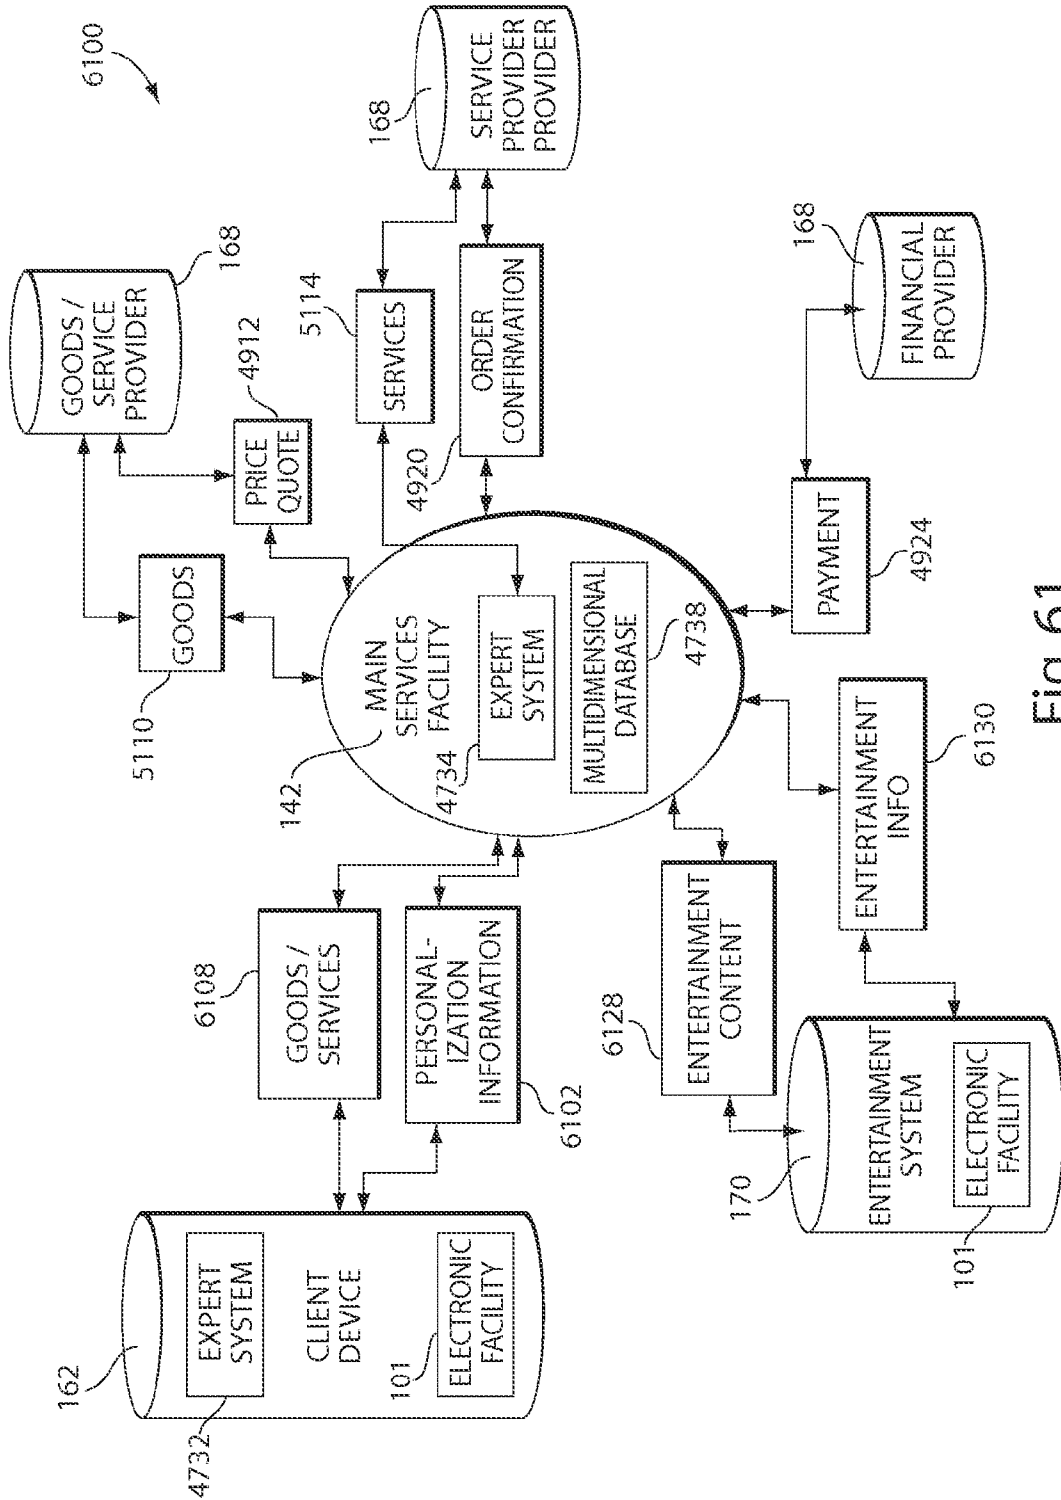 6100
GOODS /
SERVICE
PROVIDER
168
SERVICE
PROVIDER
PROVIDER
168
PRICE
QUOTE
4912
SERVICES
5114
ORDER
CONFIRMATION
4920
GOODS
5110
FINANCIAL
PROVIDER
168
PAYMENT
4924
MAIN
SERVICES
FACILITY
142
EXPERT
SYSTEM
4734
MULTIDIMENSIONAL
DATABASE
4738
GOODS /
SERVICES
6108
PERSONAL-
IZATION
INFORMATION
6102
ENTERTAINMENT
CONTENT
6128
ENTERTAINMENT
INFO
6130
162
EXPERT
SYSTEM
4732
CLIENT
DEVICE
ELECTRONIC
FACILITY
101
170
ENTERTAINMENT
SYSTEM
ELECTRONIC
FACILITY
101
Fig. 61